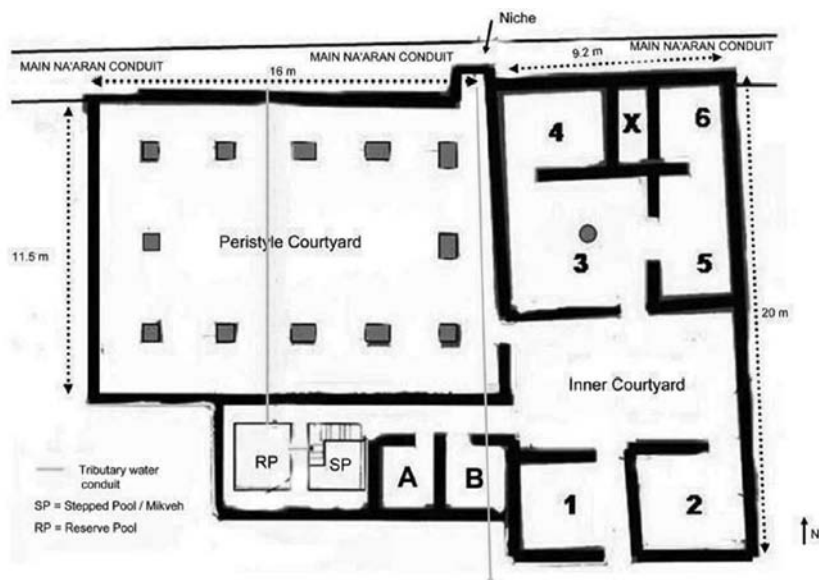 Niche
MAIN NA'ARAN CONDUIT
MAIN NA'ARAN CONDUIT
MAIN NA'ARAN CONDUIT
16 m
9.2 m
4
X
6
11.5 m
Peristyle Courtyard
3
5
20 m
Inner Courtyard
RP
SP
A
B
1
2
Tributary water
conduit
SP = Stepped Pool / Mikveh
RP = Reserve Pool
N